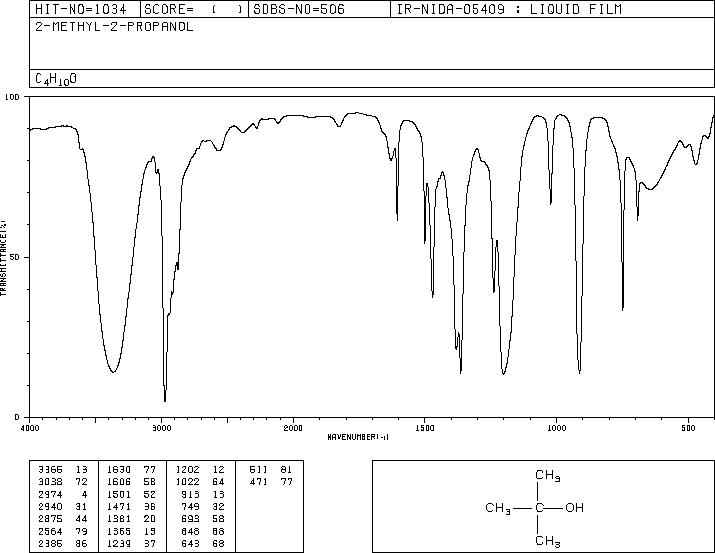 HIT-NO=1034 SCORE= ( ) SDBS-NO=506 IR-NIDA-05409 : LIQUID FILM
2-METHYL-2-PROPANOL
C4H10O
100
50
0
TRANSMITTANCE(%)
4000 3000 2000 1500 1000 500
WAVENUMBER(-1)
3365 13 1630 77 1202 12 511 81
3038 72 1606 58 1022 64 471 77
2974 4 1501 52 913 13
2940 31 1471 36 749 32
2875 44 1381 20 693 58
2564 79 1365 13 648 68
2385 86 1239 37 643 68
CH3
CH3 C OH
CH3